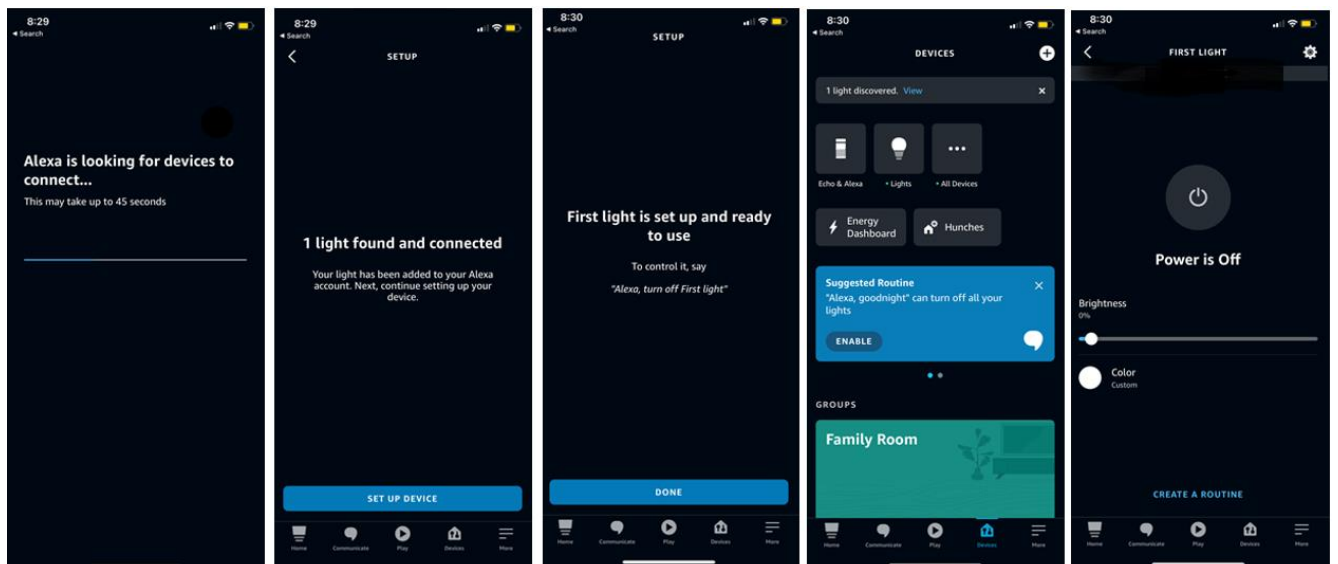 8:29
Search
Alexa is looking for devices to
connect...
This may take up to 45 seconds
8:29
Search
SETUP
1 light found and connected
Your light has been added to your Alexa
account. Next, continue setting up your
device.
SET UP DEVICE
Home Communicate Play Devices More
8:30
Search
SETUP
First light is set up and ready
to use
To control it, say
"Alexa, turn off First light"
DONE
Home Communicate Play Devices More
8:30
Search
DEVICES
1 light discovered. View
Echo & Alexa Lights All Devices
Energy
Dashboard
Hunches
Suggested Routine
"Alexa, goodnight" can turn off all your
lights
ENABLE
GROUPS
Family Room
Home Communicate Play Devices More
8:30
Search
FIRST LIGHT
Power is Off
Brightness
0%
Color
Custom
CREATE A ROUTINE
Home Communicate Play Devices More